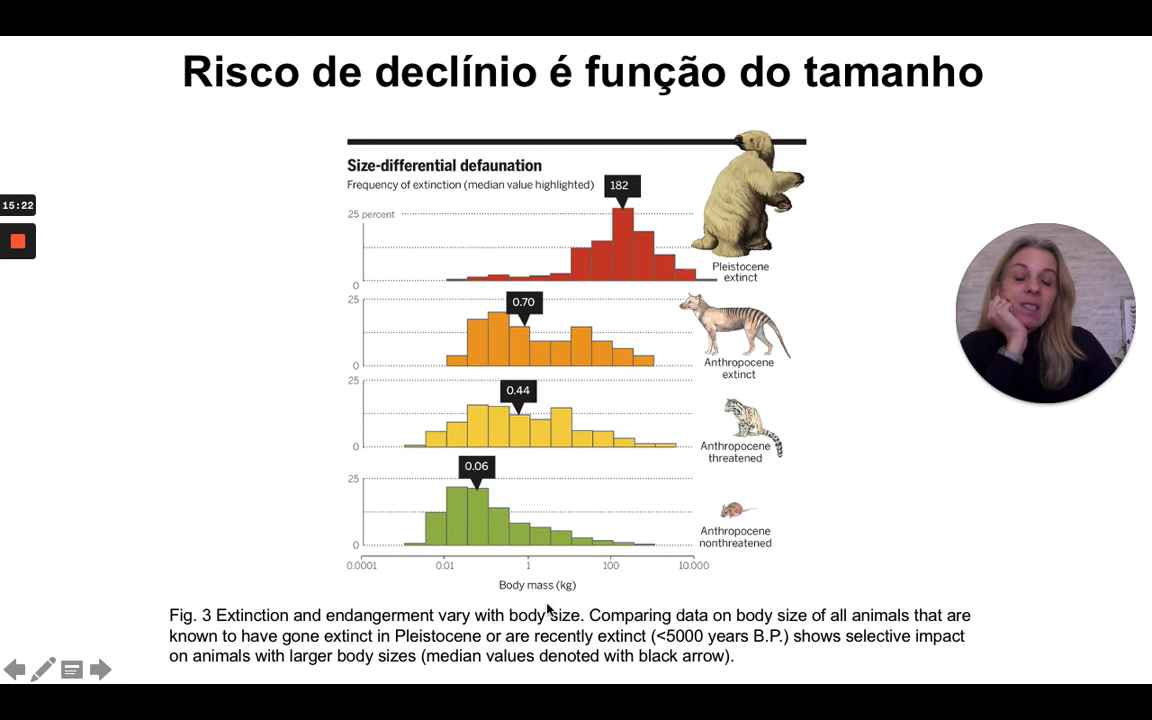 Risco de declínio é função do tamanho
15:22
Size-differential defaunation
Frequency of extinction (median value highlighted)
182
25 percent
0
Pleistocene
extinct
25
0.70
0
Anthropocene
extinct
25
0.44
0
Anthropocene
threatened
0.06
25
0
Anthropocene
nonthreatened
0.0001 0.01 1 100 10,000
Body mass (kg)
Fig. 3 Extinction and endangerment vary with body size. Comparing data on body size of all animals that are
known to have gone extinct in Pleistocene or are recently extinct (<5000 years B.P.) shows selective impact
on animals with larger body sizes (median values denoted with black arrow).